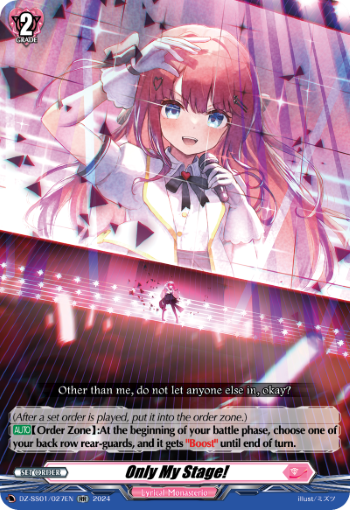 2
GRADE
Other than me, do not let anyone else in, okay?
(After a set order is played, put it into the order zone.)
AUTO【Order Zone】:At the beginning of your battle phase, choose one of
your back row rear-guards, and it gets "Boost" until end of turn.
SET ORDER
Only My Stage!
Lyrical Monasterio
DZ-SS01/027EN RR 2024
illust/ミズツ